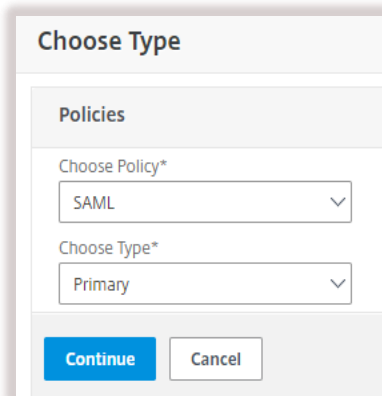 Choose Type
Policies
Choose Policy*
SAML
Choose Type*
Primary
Continue Cancel